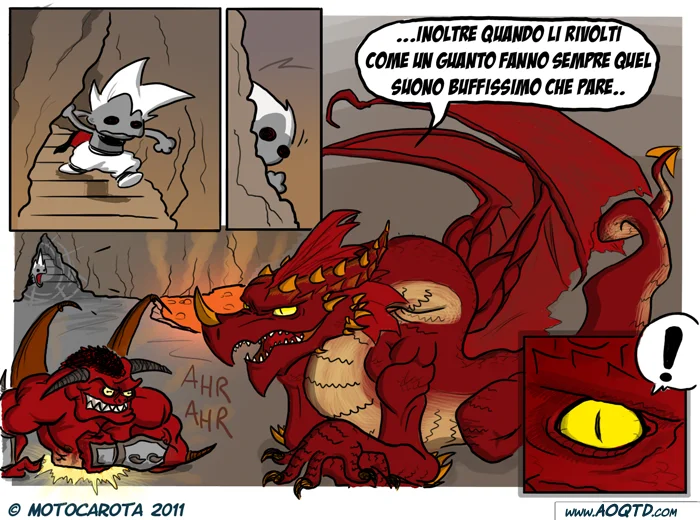 ...INOLTRE QUANDO LI RIVOLTI
COME UN GUANTO FANNO SEMPRE QUEL
SUONO BUFFISSIMO CHE PARE..
AHR
AHR
!
© MOTOCAROTA 2011
WWW.AOQTD.COM